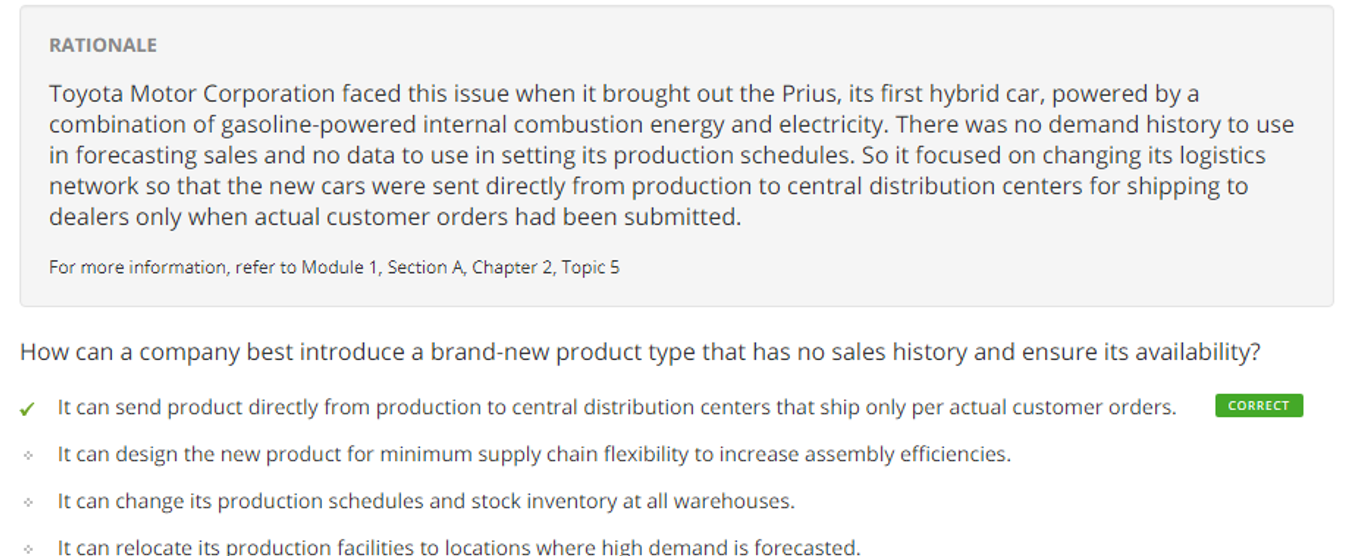 RATIONALE
Toyota Motor Corporation faced this issue when it brought out the Prius, its first hybrid car, powered by a
combination of gasoline-powered internal combustion energy and electricity. There was no demand history to use
in forecasting sales and no data to use in setting its production schedules. So it focused on changing its logistics
network so that the new cars were sent directly from production to central distribution centers for shipping to
dealers only when actual customer orders had been submitted.
For more information, refer to Module 1, Section A, Chapter 2, Topic 5
How can a company best introduce a brand-new product type that has no sales history and ensure its availability?
It can send product directly from production to central distribution centers that ship only per actual customer orders. CORRECT
It can design the new product for minimum supply chain flexibility to increase assembly efficiencies.
It can change its production schedules and stock inventory at all warehouses.
It can relocate its production facilities to locations where high demand is forecasted.